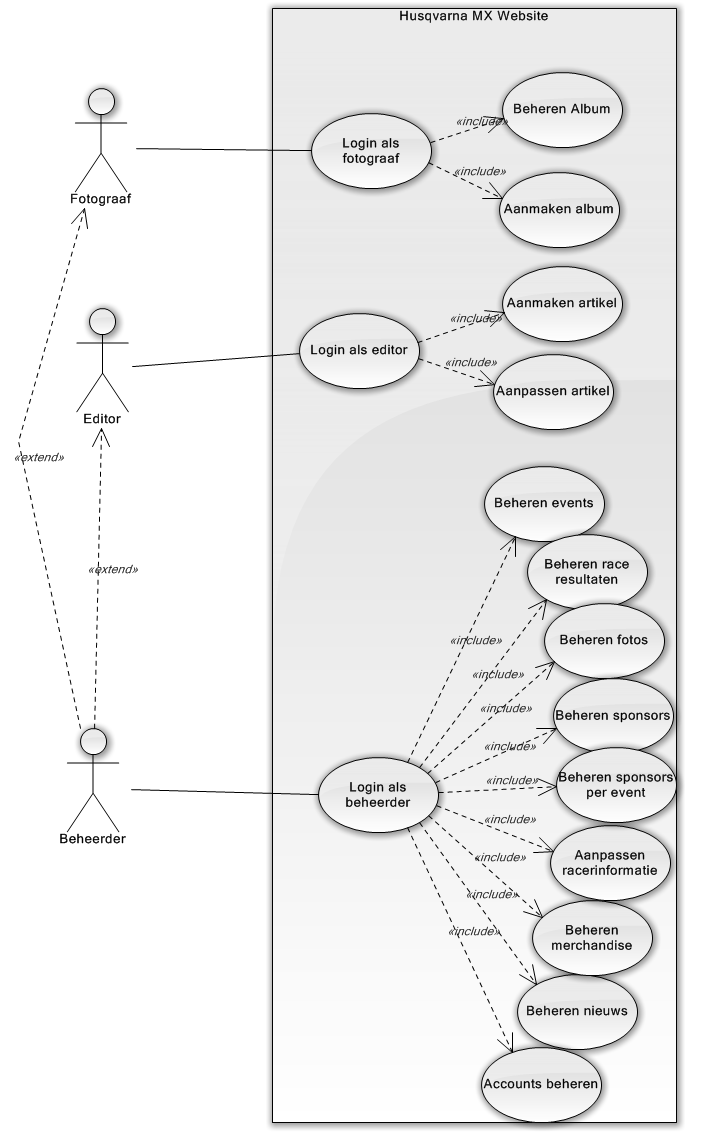 Husqvarna MX Website
Beheren Album
«include»
Login als
fotograaf
«include»
Fotograaf
Aanmaken album
Aanmaken artikel
«include»
Login als editor
«include»
Aanpassen artikel
Editor
«extend»
Beheren events
«extend»
Beheren race
resultaten
«include»
Beheren fotos
«include»
«include»
Beheren sponsors
«include»
Beheren sponsors
per event
«include»
Login als
beheerder
«include»
Beheerder
Aanpassen
racerinformatie
«include»
«include»
Beheren
merchandise
«include»
Beheren nieuws
Accounts beheren